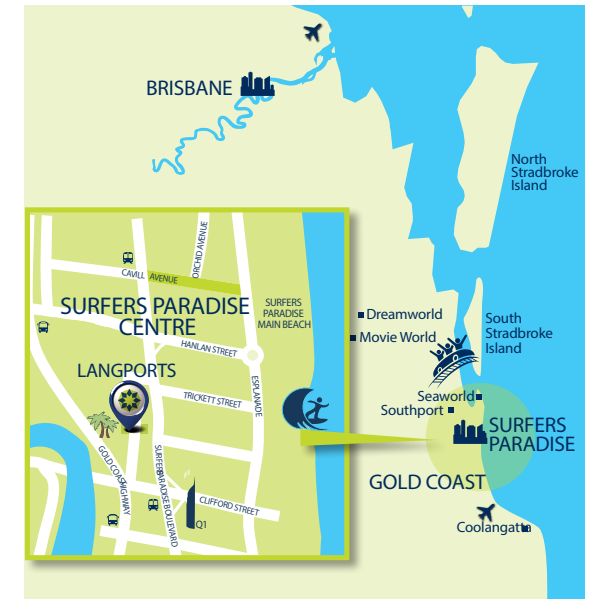 BRISBANE
North
Stradbroke
Island
ORCHID AVENUE
CAVILL AVENUE
SURFERS
PARADISE
MAIN BEACH
SURFERS PARADISE
CENTRE
HANLAN STREET
LANGPORTS
TRICKETT STREET
ESPLANADE
GOLD COAST HIGHWAY
SURFERS PARADISE BOULEVARD
CLIFFORD STREET
Q1
Dreamworld
Movie World
South
Stradbroke
Island
Seaworld
Southport
SURFERS
PARADISE
GOLD COAST
Coolangatta